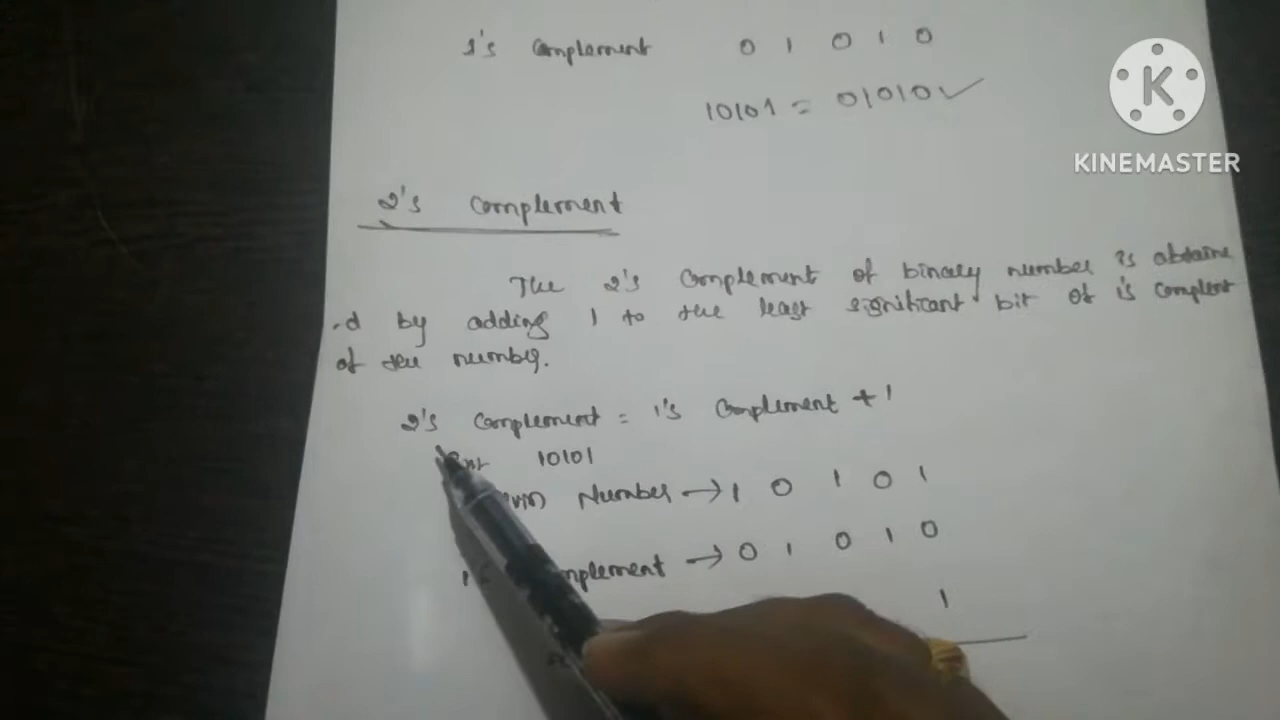 1's Complement 0 1 0 1 0
10101 = 01010 ✓
K
KINEMASTER
2's Complement
The 2's Complement of binary number is obtaine
-d by adding 1 to the least significant bit of 1's complent
of the number.
2's Complement = 1's Complement + 1
10101
Number → 1 0 1 0 1
→ 0 1 0 1 0
1